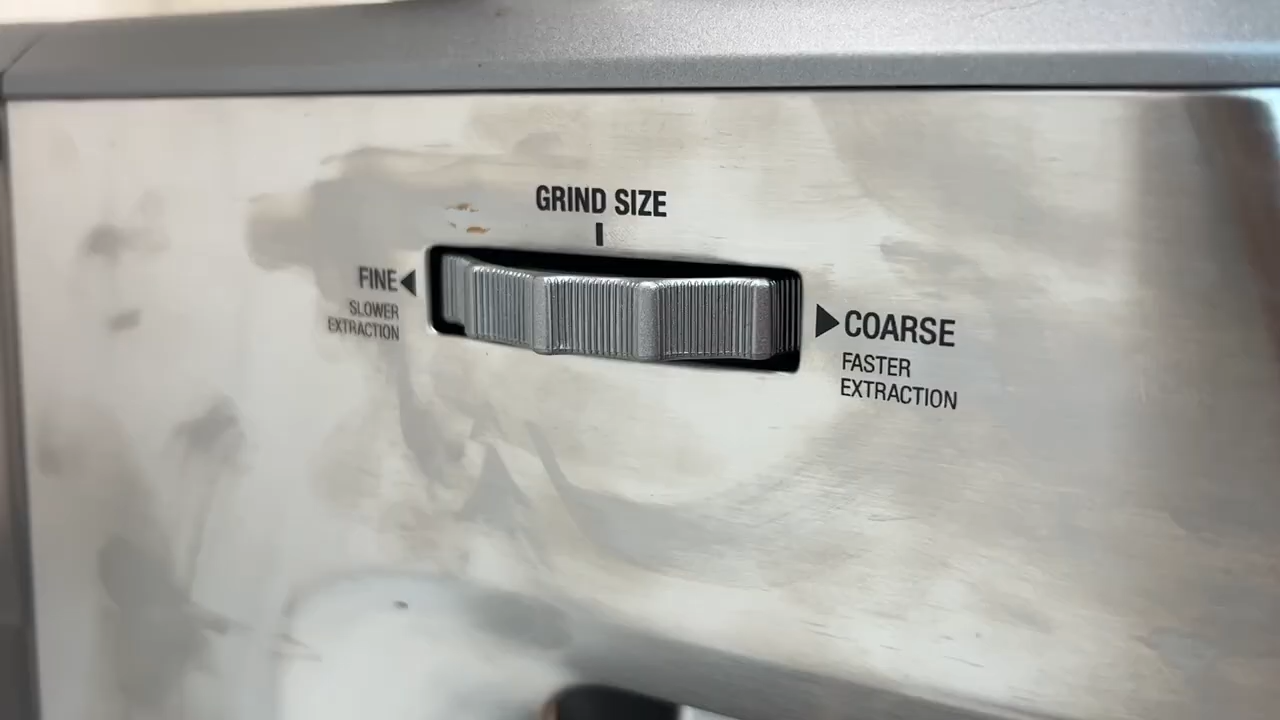 GRIND SIZE
FINE
SLOWER
EXTRACTION
COARSE
FASTER
EXTRACTION